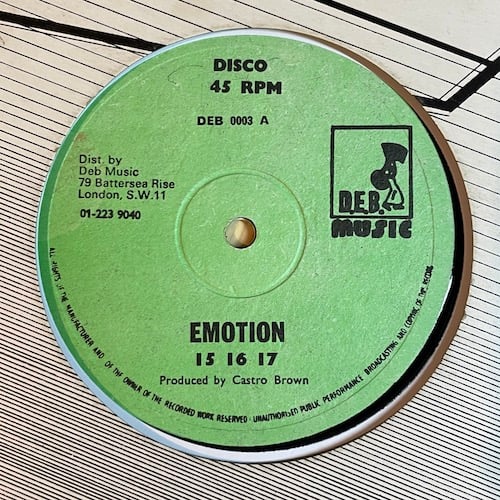 DISCO
45 RPM
DEB 0003 A
Dist. by
Deb Music
79 Battersea Rise
London, S.W.11
01-223 9040
D.E.B.
MUSIC
EMOTION
15 16 17
Produced by Castro Brown
ALL RIGHTS OF THE MANUFACTURER AND OF THE OWNER OF THE RECORDED WORK RESERVED · UNAUTHORISED PUBLIC PERFORMANCE BROADCASTING AND COPYING OF THIS RECORD